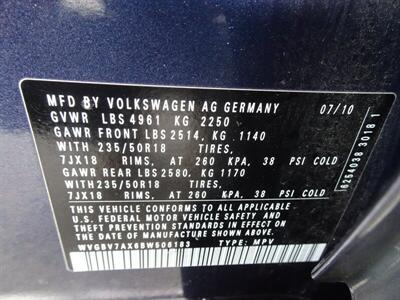 MFD BY VOLKSWAGEN AG GERMANY 07/10
GVWR LBS 4961 KG 2250
GAWR FRONT LBS 2514, KG 1140
WITH 235/50R18 TIRES,
7JX18 RIMS, AT 260 KPA, 38 PSI COLD
GAWR REAR LBS 2580, KG 1170
WITH 235/50R18 TIRES,
7JX18 RIMS, AT 260 KPA, 38 PSI COLD
THIS VEHICLE CONFORMS TO ALL APPLICABLE
U.S. FEDERAL MOTOR VEHICLE SAFETY AND
THEFT PREVENTION STANDARDS IN EFFECT ON
THE DATE OF MANUFACTURE SHOWN ABOVE.
WVGBV7AX6BW506183 TYPE: MPV
6254038 3018 1